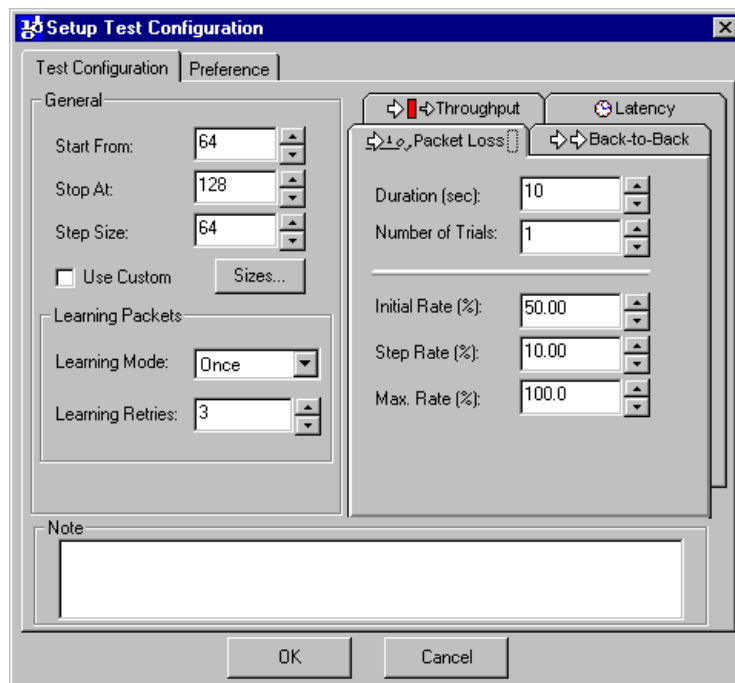 Setup Test Configuration
Test Configuration
Preference
General
Start From:
64
Stop At:
128
Step Size:
64
Use Custom
Sizes...
Learning Packets
Learning Mode:
Once
Learning Retries:
3
Throughput
Latency
Packet Loss
Back-to-Back
Duration (sec):
10
Number of Trials:
1
Initial Rate (%):
50.00
Step Rate (%):
10.00
Max. Rate (%):
100.0
Note
OK
Cancel